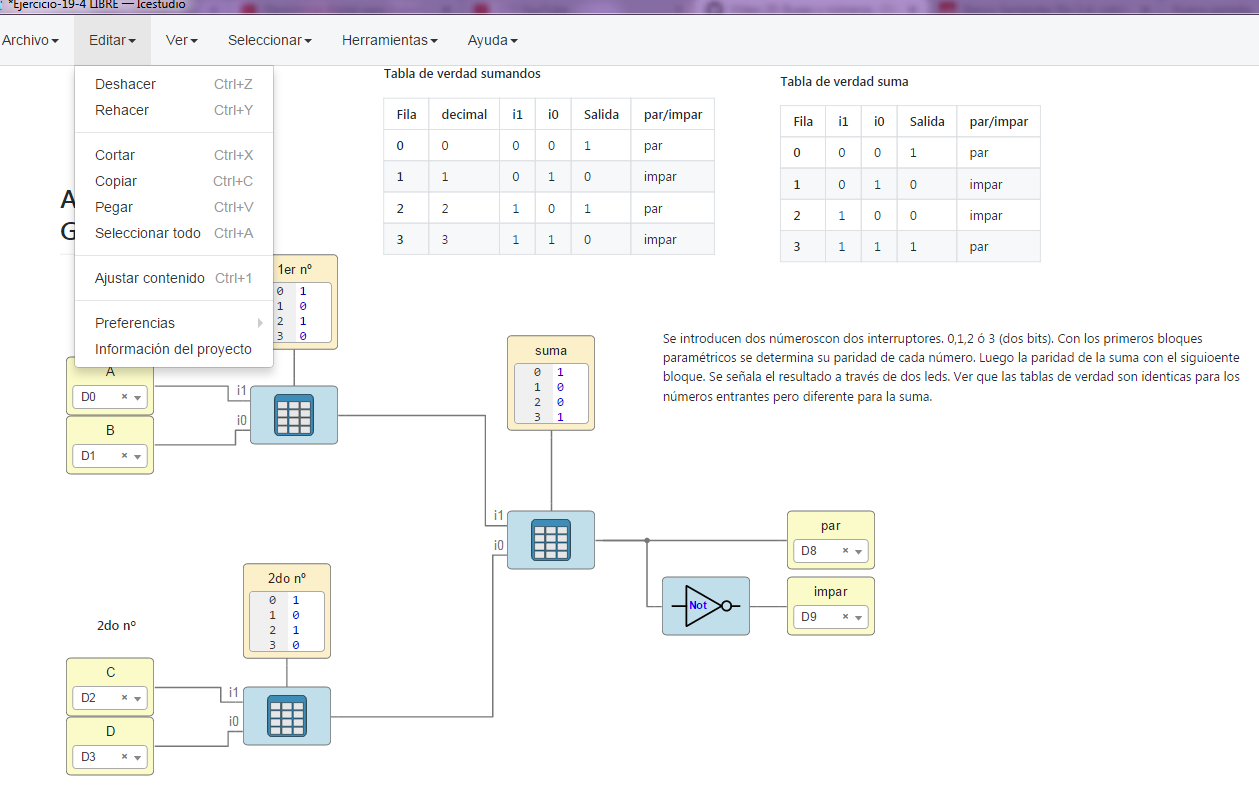 *Ejercicio-19-4 LIBRE — Icestudio
Archivo Editar Ver Seleccionar Herramientas Ayuda
Deshacer Ctrl+Z
Rehacer Ctrl+Y
Cortar Ctrl+X
Copiar Ctrl+C
Pegar Ctrl+V
Seleccionar todo Ctrl+A
Ajustar contenido Ctrl+1
Preferencias
Información del proyecto
A
G
Tabla de verdad sumandos
Fila decimal i1 i0 Salida par/impar
0 0 0 0 1 par
1 1 0 1 0 impar
2 2 1 0 1 par
3 3 1 1 0 impar
Tabla de verdad suma
Fila i1 i0 Salida par/impar
0 0 0 1 par
1 0 1 0 impar
2 1 0 0 impar
3 1 1 1 par
1er nº
0 1
1 0
2 1
3 0
Se introducen dos númeroscon dos interruptores. 0,1,2 ó 3 (dos bits). Con los primeros bloques
paramétricos se determina su paridad de cada número. Luego la paridad de la suma con el siguioente
bloque. Se señala el resultado a través de dos leds. Ver que las tablas de verdad son identicas para los
números entrantes pero diferente para la suma.
suma
0 1
1 0
2 0
3 1
A
D0 ×
B
D1 ×
i1
i0
i1
i0
par
D8 ×
Not
impar
D9 ×
2do nº
0 1
1 0
2 1
3 0
2do nº
C
D2 ×
D
D3 ×
i1
i0